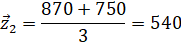 z⃗₂ = (870 + 750)/3 = 540